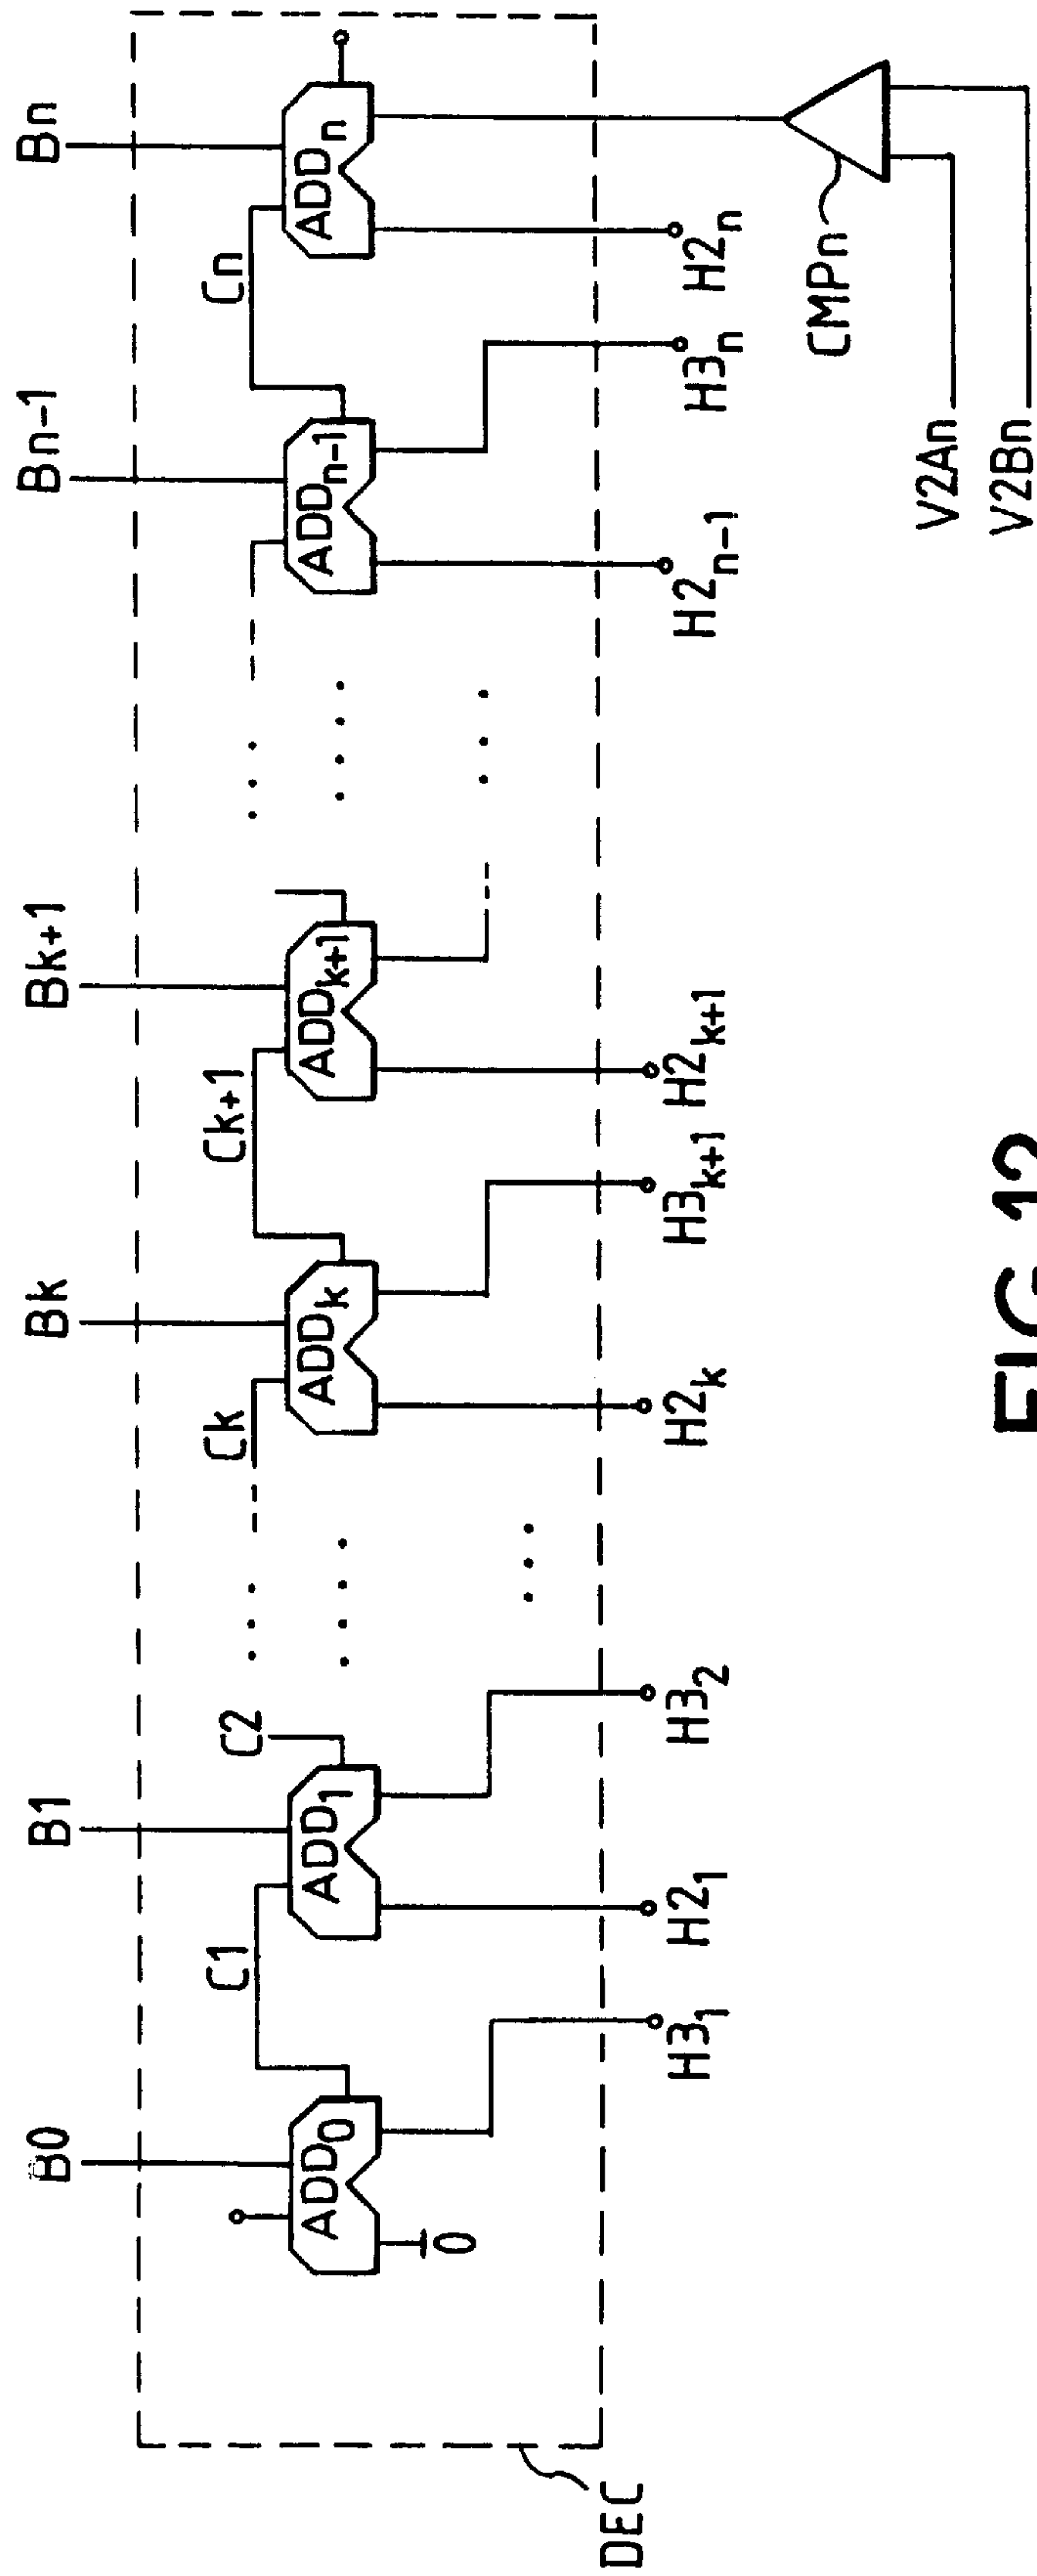 B0 B1 Bk Bk+1 Bn-1 Bn
C1 C2 Ck Ck+1 Cn
ADD0 ADD1 ADDk ADDk+1 ADDn-1 ADDn
0
H31 H21 H32 H2k H3k+1 H2k+1 H2n-1 H3n H2n
DEC
CMPn
V2An
V2Bn
FIG.12